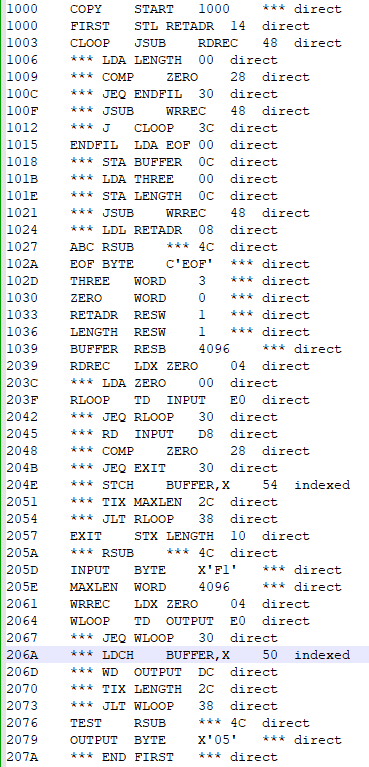 1000 COPY START 1000 *** direct
1000 FIRST STL RETADR 14 direct
1003 CLOOP JSUB RDREC 48 direct
1006 *** LDA LENGTH 00 direct
1009 *** COMP ZERO 28 direct
100C *** JEQ ENDFIL 30 direct
100F *** JSUB WRREC 48 direct
1012 *** J CLOOP 3C direct
1015 ENDFIL LDA EOF 00 direct
1018 *** STA BUFFER 0C direct
101B *** LDA THREE 00 direct
101E *** STA LENGTH 0C direct
1021 *** JSUB WRREC 48 direct
1024 *** LDL RETADR 08 direct
1027 ABC RSUB *** 4C direct
102A EOF BYTE C'EOF' *** direct
102D THREE WORD 3 *** direct
1030 ZERO WORD 0 *** direct
1033 RETADR RESW 1 *** direct
1036 LENGTH RESW 1 *** direct
1039 BUFFER RESB 4096 *** direct
2039 RDREC LDX ZERO 04 direct
203C *** LDA ZERO 00 direct
203F RLOOP TD INPUT E0 direct
2042 *** JEQ RLOOP 30 direct
2045 *** RD INPUT D8 direct
2048 *** COMP ZERO 28 direct
204B *** JEQ EXIT 30 direct
204E *** STCH BUFFER,X 54 indexed
2051 *** TIX MAXLEN 2C direct
2054 *** JLT RLOOP 38 direct
2057 EXIT STX LENGTH 10 direct
205A *** RSUB *** 4C direct
205D INPUT BYTE X'F1' *** direct
205E MAXLEN WORD 4096 *** direct
2061 WRREC LDX ZERO 04 direct
2064 WLOOP TD OUTPUT E0 direct
2067 *** JEQ WLOOP 30 direct
206A *** LDCH BUFFER,X 50 indexed
206D *** WD OUTPUT DC direct
2070 *** TIX LENGTH 2C direct
2073 *** JLT WLOOP 38 direct
2076 TEST RSUB *** 4C direct
2079 OUTPUT BYTE X'05' *** direct
207A *** END FIRST *** direct